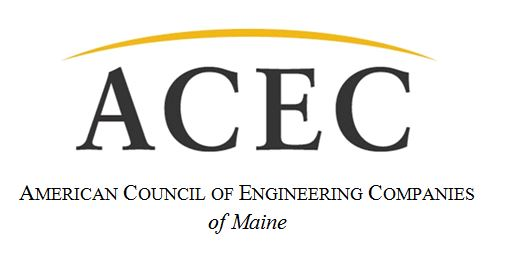 ACEC
AMERICAN COUNCIL OF ENGINEERING COMPANIES
of Maine